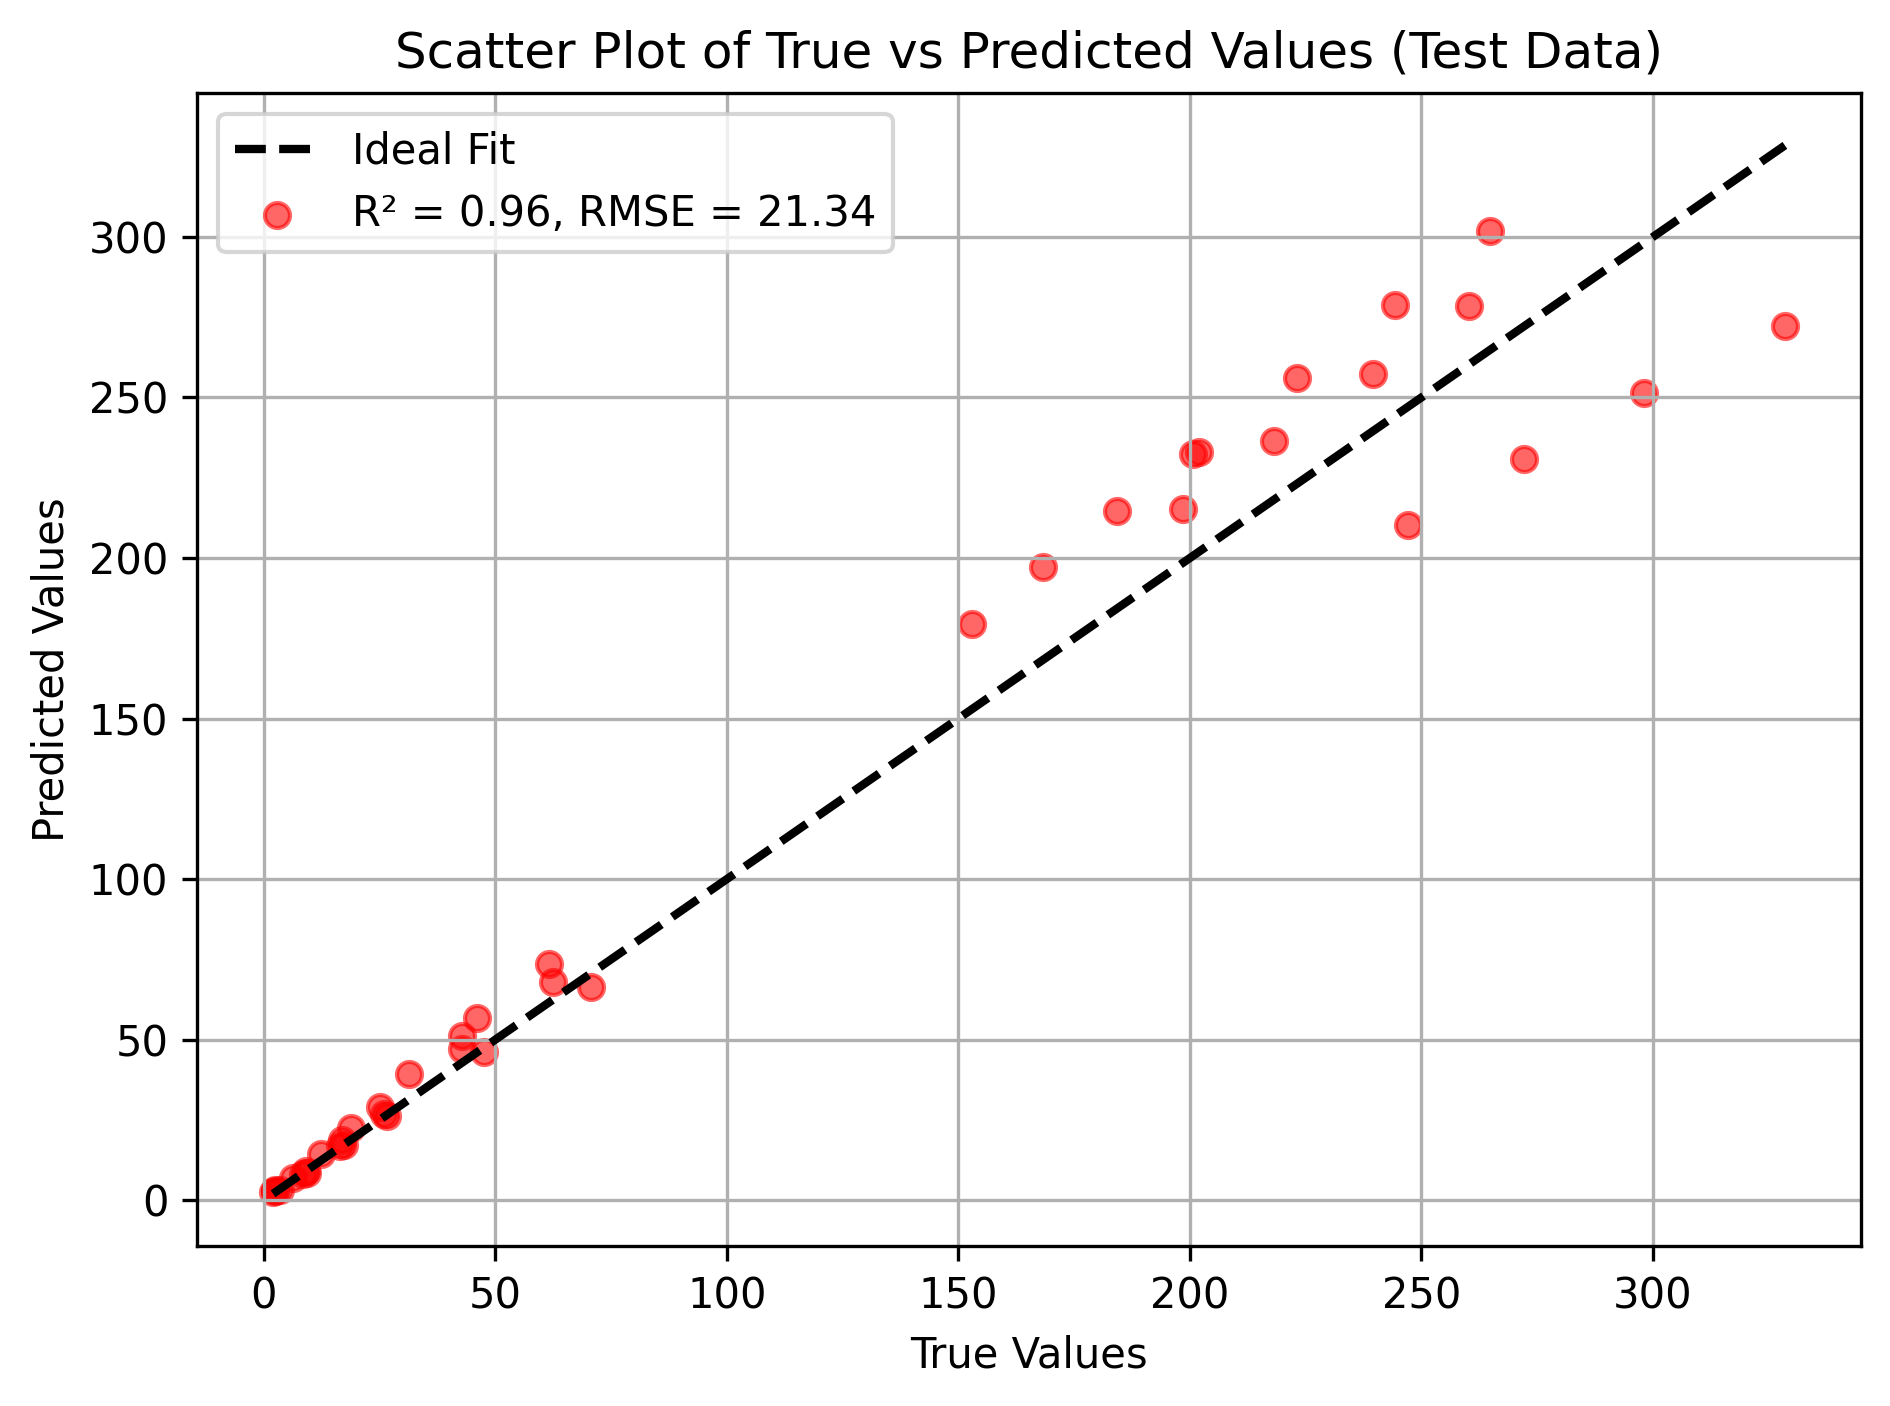 Scatter Plot of True vs Predicted Values (Test Data)
Ideal Fit
R² = 0.96, RMSE = 21.34
Predicted Values
300
250
200
150
100
50
0
0 50 100 150 200 250 300
True Values